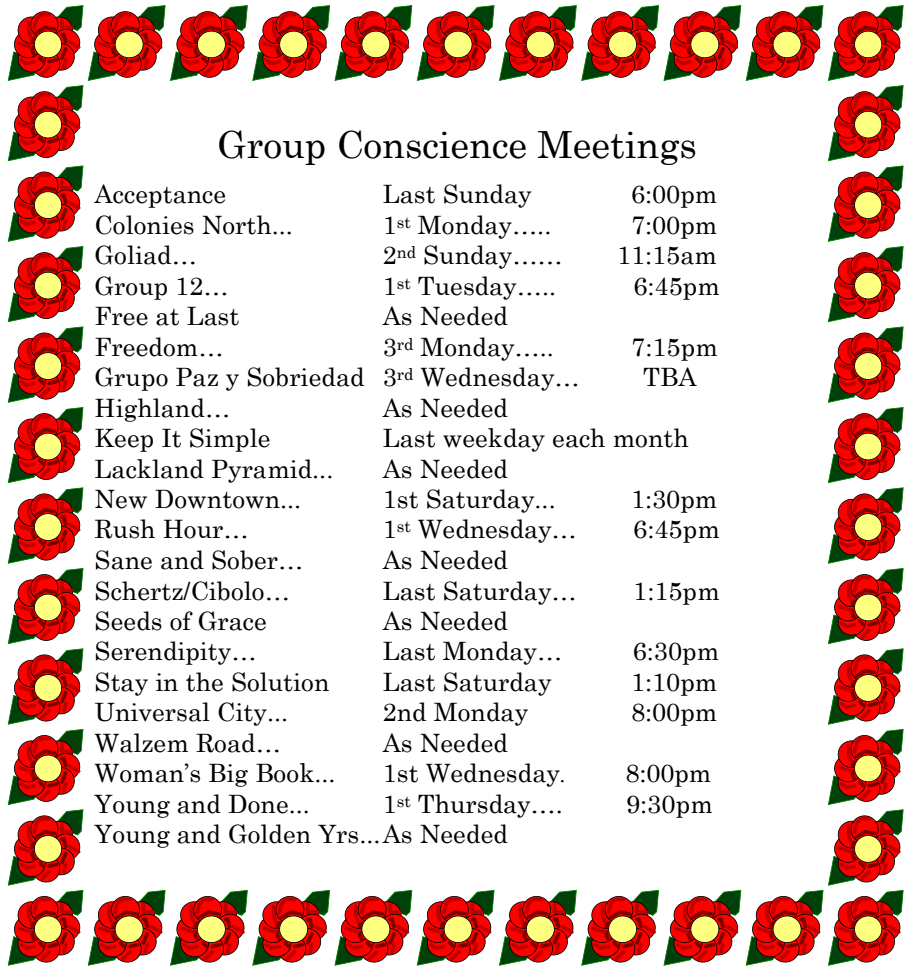 Group Conscience Meetings
Acceptance Last Sunday 6:00pm
Colonies North... 1st Monday….. 7:00pm
Goliad… 2nd Sunday…… 11:15am
Group 12… 1st Tuesday….. 6:45pm
Free at Last As Needed
Freedom… 3rd Monday….. 7:15pm
Grupo Paz y Sobriedad 3rd Wednesday… TBA
Highland… As Needed
Keep It Simple Last weekday each month
Lackland Pyramid... As Needed
New Downtown... 1st Saturday... 1:30pm
Rush Hour… 1st Wednesday… 6:45pm
Sane and Sober… As Needed
Schertz/Cibolo… Last Saturday… 1:15pm
Seeds of Grace As Needed
Serendipity… Last Monday… 6:30pm
Stay in the Solution Last Saturday 1:10pm
Universal City... 2nd Monday 8:00pm
Walzem Road… As Needed
Woman’s Big Book... 1st Wednesday. 8:00pm
Young and Done... 1st Thursday…. 9:30pm
Young and Golden Yrs...As Needed